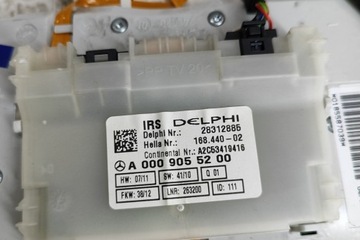 IRS DELPHI
Delphi Nr.: 28312886
Hella Nr.: 168.440-02
Continental Nr.: A2C53419416
A 000 905 52 00
HW: 07/11 SW: 41/10 Q 01
FKW: 38/12 LNR: 263200 ID: 111